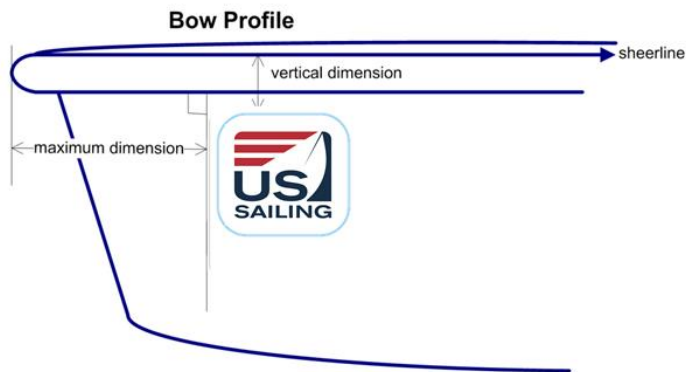 Bow Profile
sheerline
vertical dimension
maximum dimension
US
SAILING